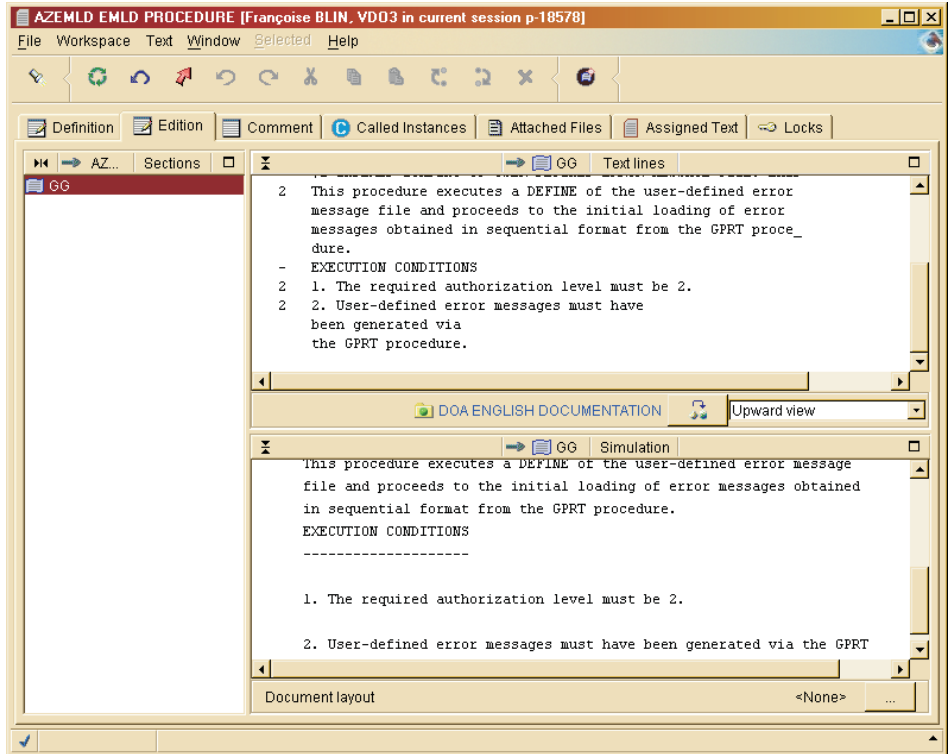 AZEMLD EMLD PROCEDURE [Françoise BLIN, VDO3 in current session p-18578]
File Workspace Text Window Selected Help
Definition Edition Comment Called Instances Attached Files Assigned Text Locks
AZ... Sections
GG
GG Text lines
2 This procedure executes a DEFINE of the user-defined error
message file and proceeds to the initial loading of error
messages obtained in sequential format from the GPRT proce_
dure.
- EXECUTION CONDITIONS
2 1. The required authorization level must be 2.
2 2. User-defined error messages must have
been generated via
the GPRT procedure.
DOA ENGLISH DOCUMENTATION Upward view
GG Simulation
This procedure executes a DEFINE of the user-defined error message
file and proceeds to the initial loading of error messages obtained
in sequential format from the GPRT procedure.
EXECUTION CONDITIONS
--------------------
1. The required authorization level must be 2.
2. User-defined error messages must have been generated via the GPRT
Document layout <None> ...